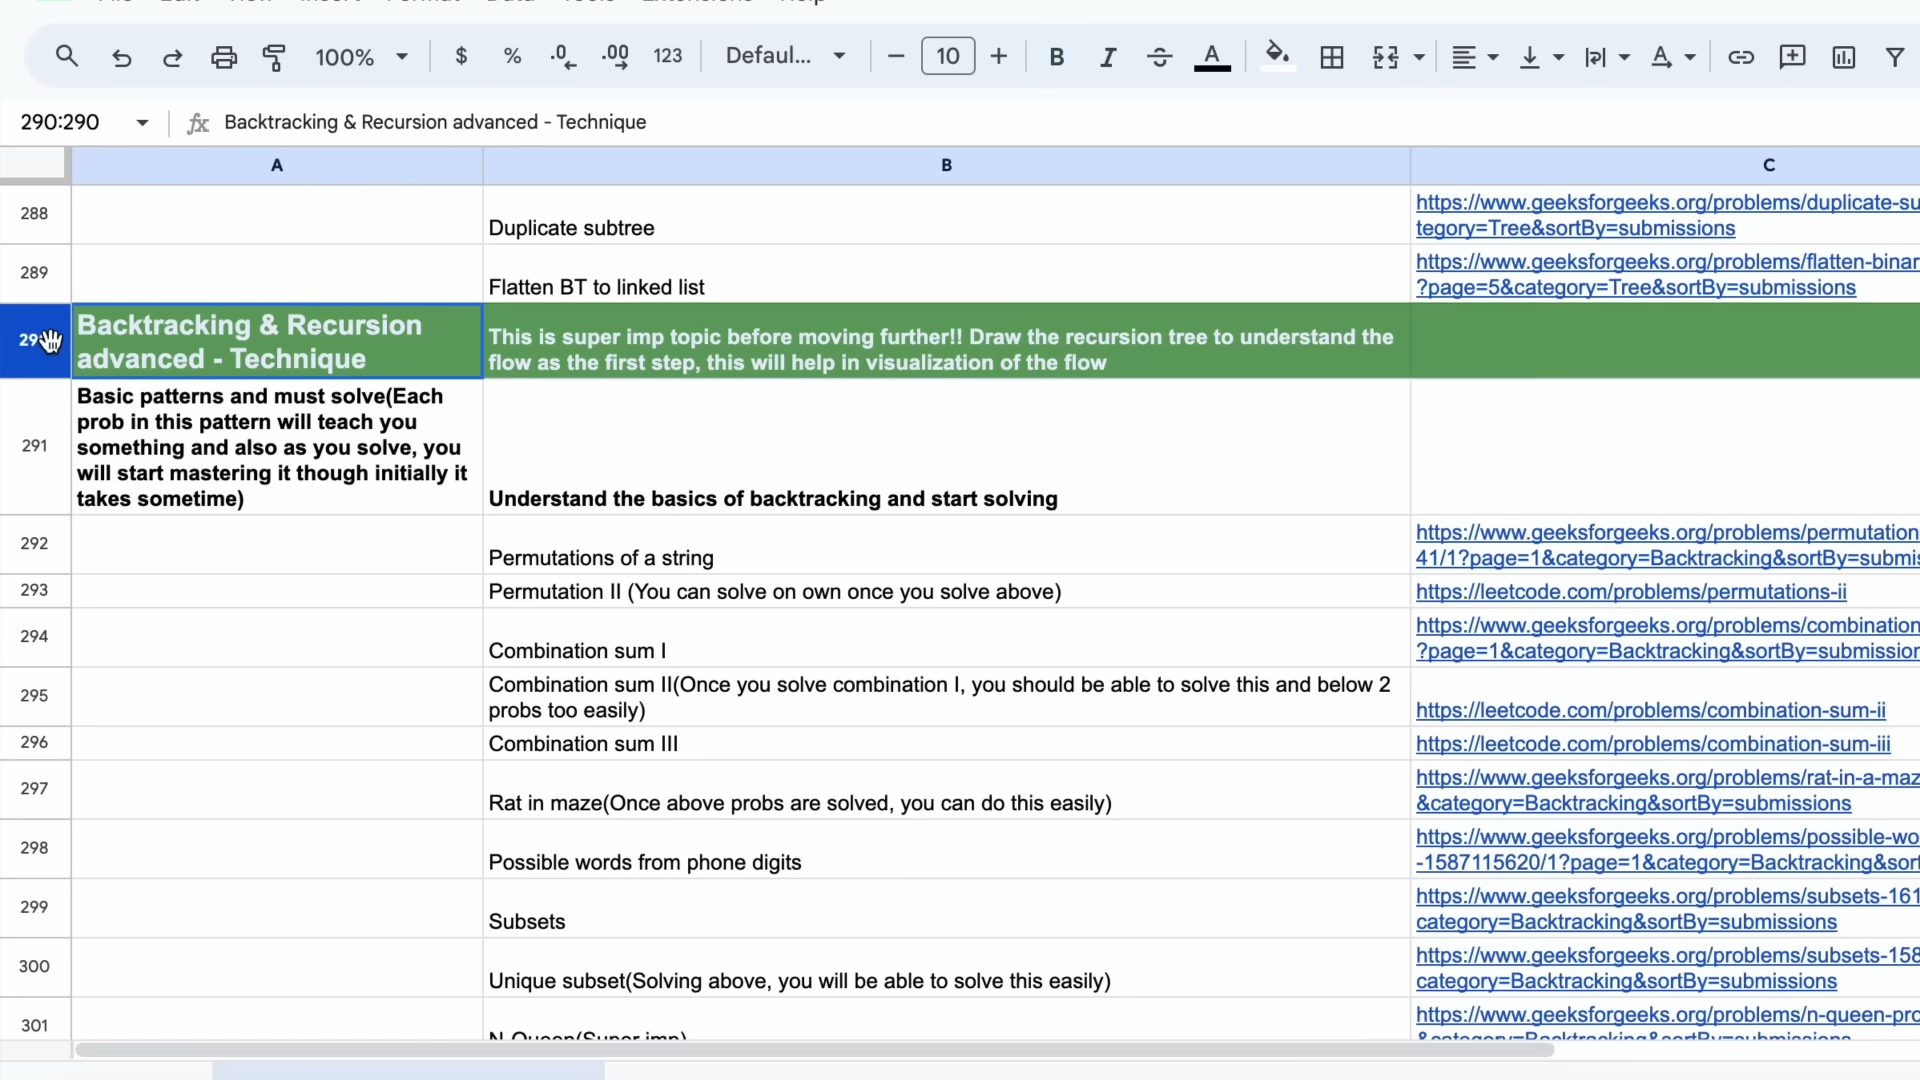 100%
$ % .0 .00 123 Defaul... 10 B I A A
290:290 fx Backtracking & Recursion advanced - Technique
A B C
288 Duplicate subtree
https://www.geeksforgeeks.org/problems/duplicate-su
tegory=Tree&sortBy=submissions
289 Flatten BT to linked list
https://www.geeksforgeeks.org/problems/flatten-binar
?page=5&category=Tree&sortBy=submissions
Backtracking & Recursion
advanced - Technique
This is super imp topic before moving further!! Draw the recursion tree to understand the
flow as the first step, this will help in visualization of the flow
291
Basic patterns and must solve(Each
prob in this pattern will teach you
something and also as you solve, you
will start mastering it though initially it
takes sometime)
Understand the basics of backtracking and start solving
292 Permutations of a string
https://www.geeksforgeeks.org/problems/permutation
41/1?page=1&category=Backtracking&sortBy=submis
293 Permutation II (You can solve on own once you solve above)
https://leetcode.com/problems/permutations-ii
294 Combination sum I
https://www.geeksforgeeks.org/problems/combination
?page=1&category=Backtracking&sortBy=submission
295
Combination sum II(Once you solve combination I, you should be able to solve this and below 2
probs too easily)
https://leetcode.com/problems/combination-sum-ii
296 Combination sum III
https://leetcode.com/problems/combination-sum-iii
297 Rat in maze(Once above probs are solved, you can do this easily)
https://www.geeksforgeeks.org/problems/rat-in-a-maz
&category=Backtracking&sortBy=submissions
298 Possible words from phone digits
https://www.geeksforgeeks.org/problems/possible-wo
-1587115620/1?page=1&category=Backtracking&sort
299 Subsets
https://www.geeksforgeeks.org/problems/subsets-161
category=Backtracking&sortBy=submissions
300 Unique subset(Solving above, you will be able to solve this easily)
https://www.geeksforgeeks.org/problems/subsets-158
category=Backtracking&sortBy=submissions
301 N-Queen(Super imp)
https://www.geeksforgeeks.org/problems/n-queen-pro
&category=Backtracking&sortBy=submissions